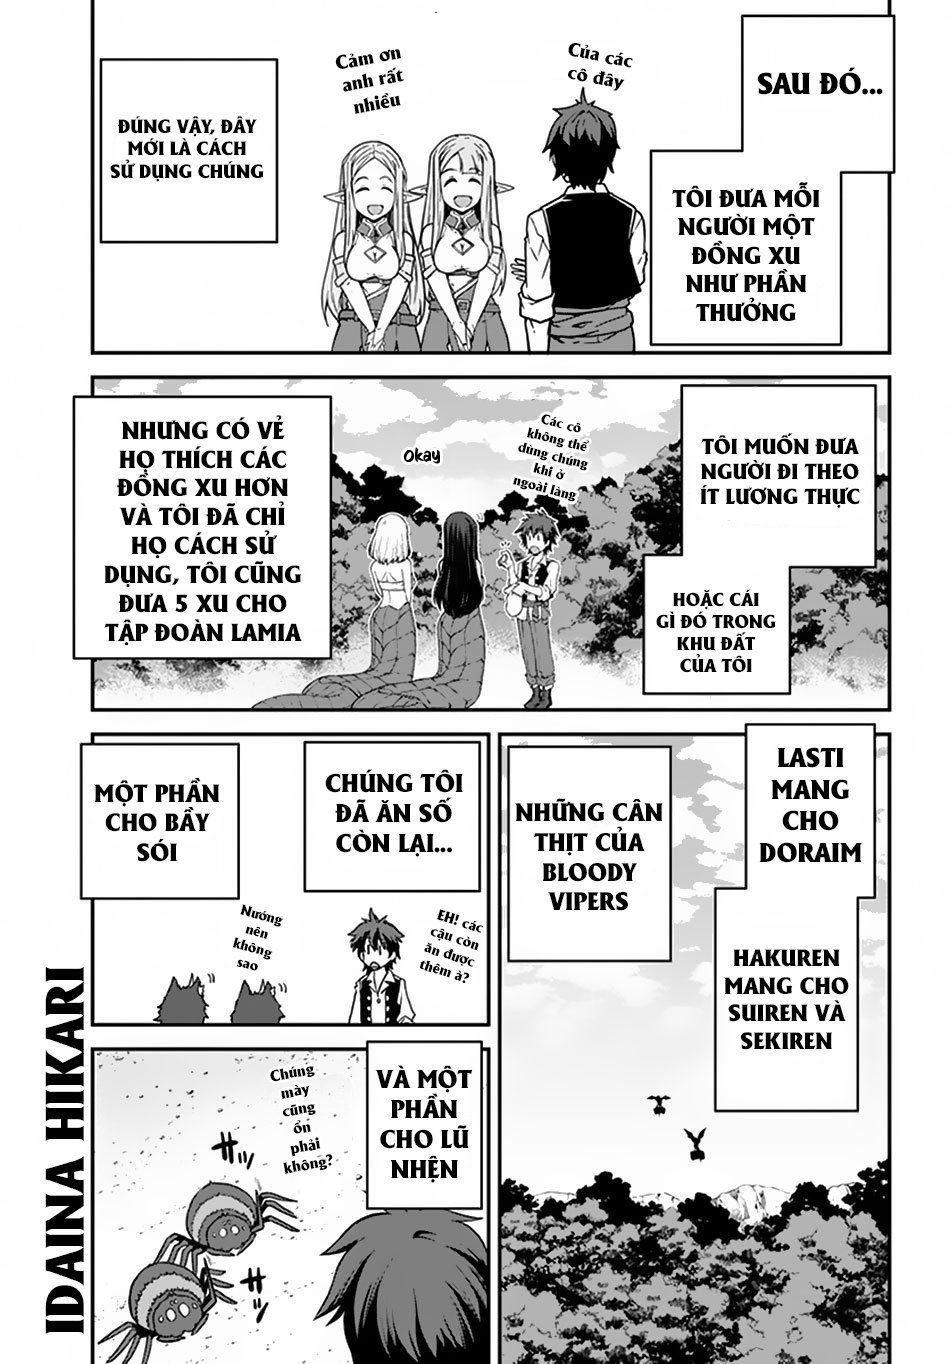 SAU ĐÓ...
TÔI ĐƯA MỖI
NGƯỜI MỘT
ĐỒNG XU
NHƯ PHẦN
THƯỞNG
Của các
cô đây
Cảm ơn
anh rất
nhiều
ĐÚNG VẬY, ĐÂY
MỚI LÀ CÁCH
SỬ DỤNG CHÚNG
TÔI MUỐN ĐƯA
NGƯỜI ĐI THEO
ÍT LƯƠNG THỰC
HOẶC CÁI
GÌ ĐÓ TRONG
KHU ĐẤT
CỦA TÔI
Các cô
không thể
dùng chúng
khi ở
ngoài làng
Okay
NHƯNG CÓ VẺ
HỌ THÍCH CÁC
ĐỒNG XU HƠN
VÀ TÔI ĐÃ CHỈ
HỌ CÁCH SỬ
DỤNG, TÔI CŨNG
ĐƯA 5 XU CHO
TẬP ĐOÀN LAMIA
LASTI
MANG
CHO
DORAIM
HAKUREN
MANG CHO
SUIREN VÀ
SEKIREN
NHỮNG CÂN
THỊT CỦA
BLOODY
VIPERS
CHÚNG TÔI
ĐÃ ĂN SỐ
CÒN LẠI...
MỘT PHẦN
CHO BẦY
SÓI
EH! các
cậu còn
ăn được
thêm à?
Nướng
nên
không
sao
VÀ MỘT
PHẦN
CHO LŨ
NHỆN
Chúng
mày
cũng
ổn
phải
không?
IDAINA HIKARI